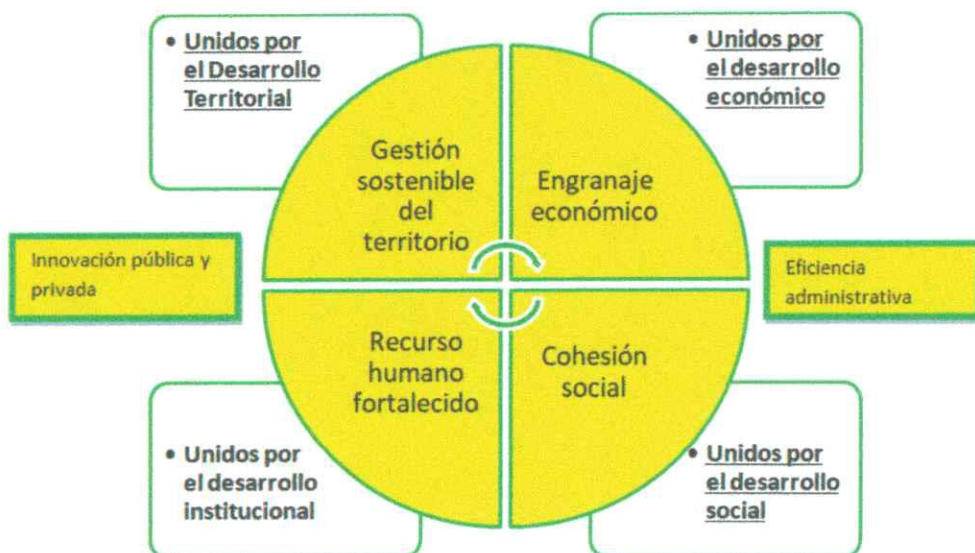 • Unidos por
el Desarrollo
Territorial
• Unidos por
el desarrollo
económico
Gestión
sostenible
del
territorio
Engranaje
económico
Innovación pública y
privada
Eficiencia
administrativa
Recurso
humano
fortalecido
Cohesión
social
• Unidos por
el desarrollo
institucional
• Unidos por
el desarrollo
social